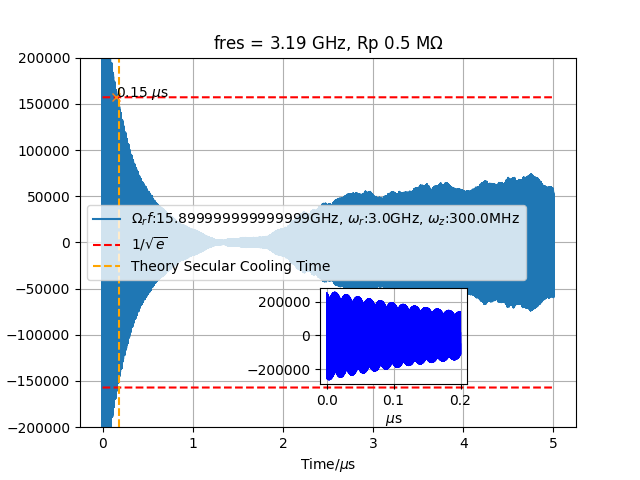 fres = 3.19 GHz, Rp 0.5 MΩ
200000
150000
100000
50000
0
−50000
−100000
−150000
−200000
0.15 μs
Ω_rf:15.899999999999999GHz, ω_r:3.0GHz, ω_z:300.0MHz
1/√e
Theory Secular Cooling Time
200000
0
−200000
0.0 0.1 0.2
μs
0 1 2 3 4 5
Time/μs